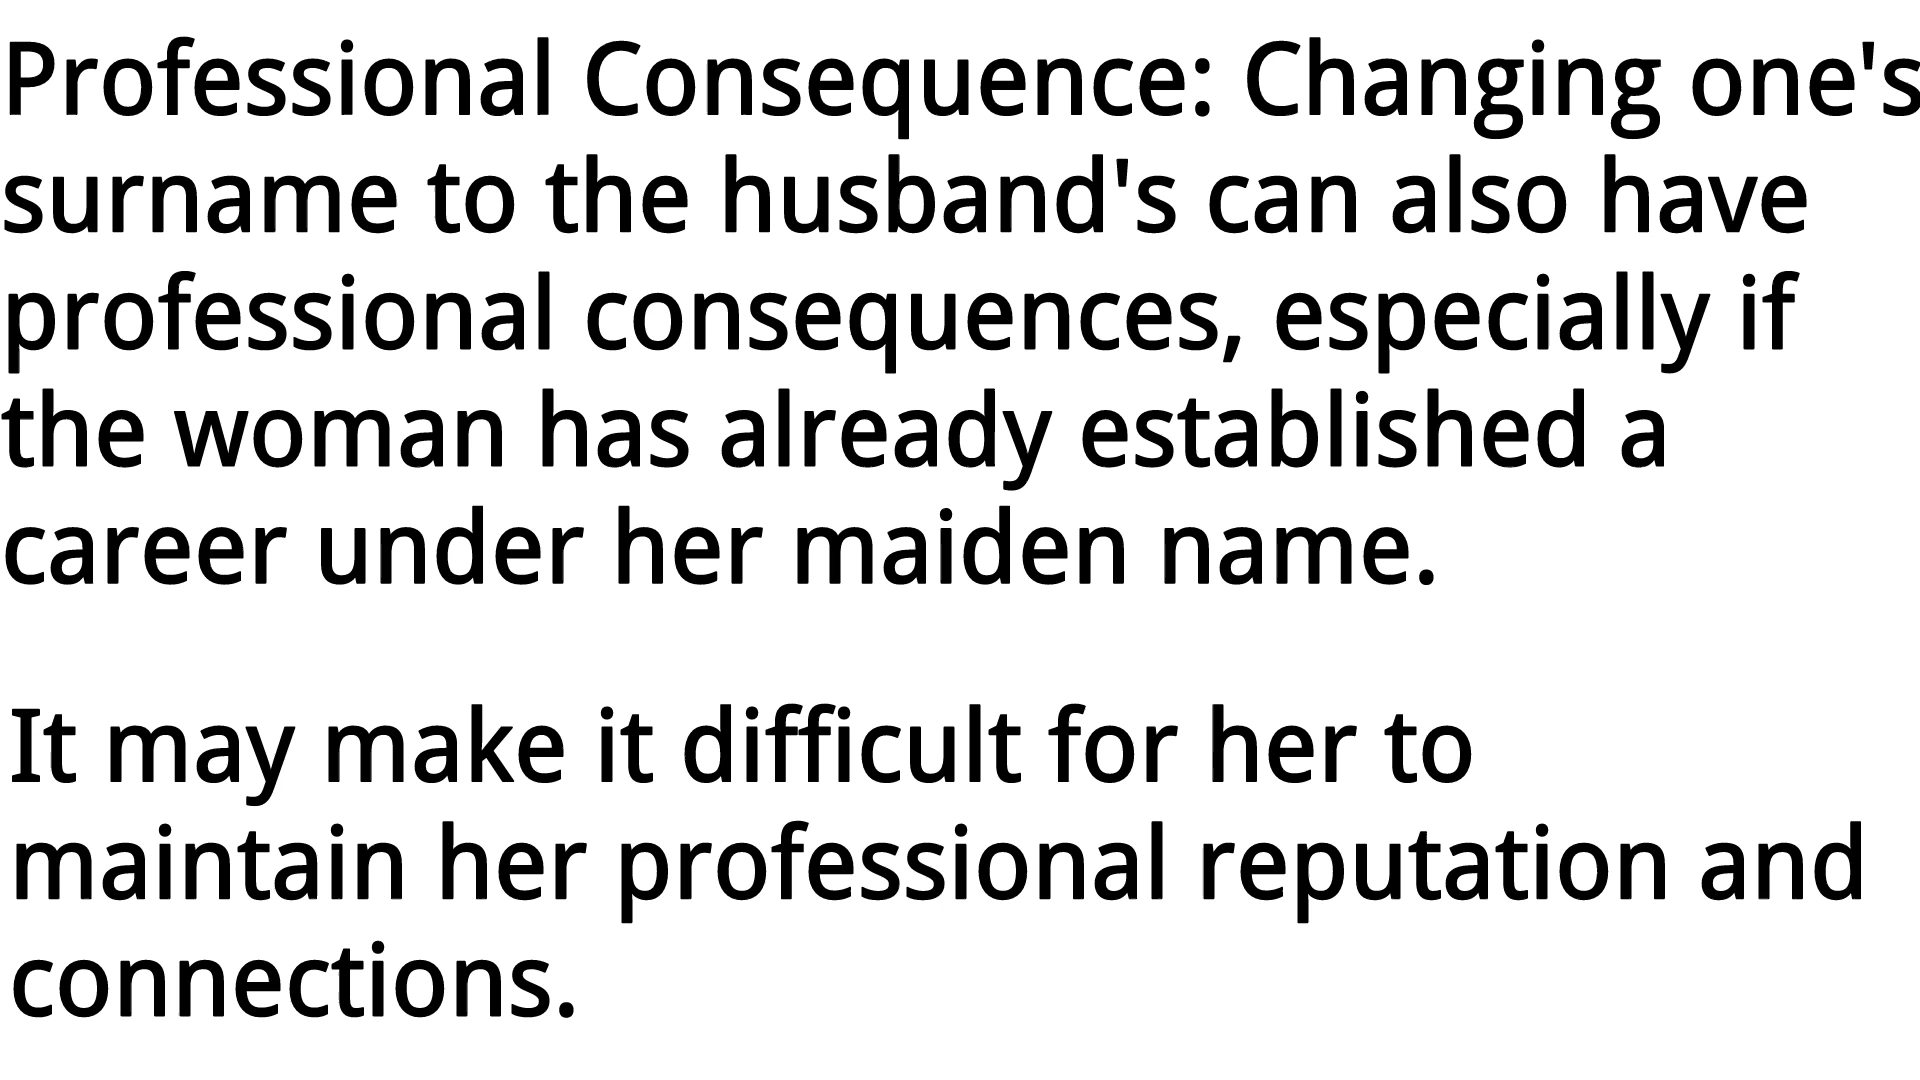 Professional Consequence: Changing one's
surname to the husband's can also have
professional consequences, especially if
the woman has already established a
career under her maiden name.
It may make it difficult for her to
maintain her professional reputation and
connections.